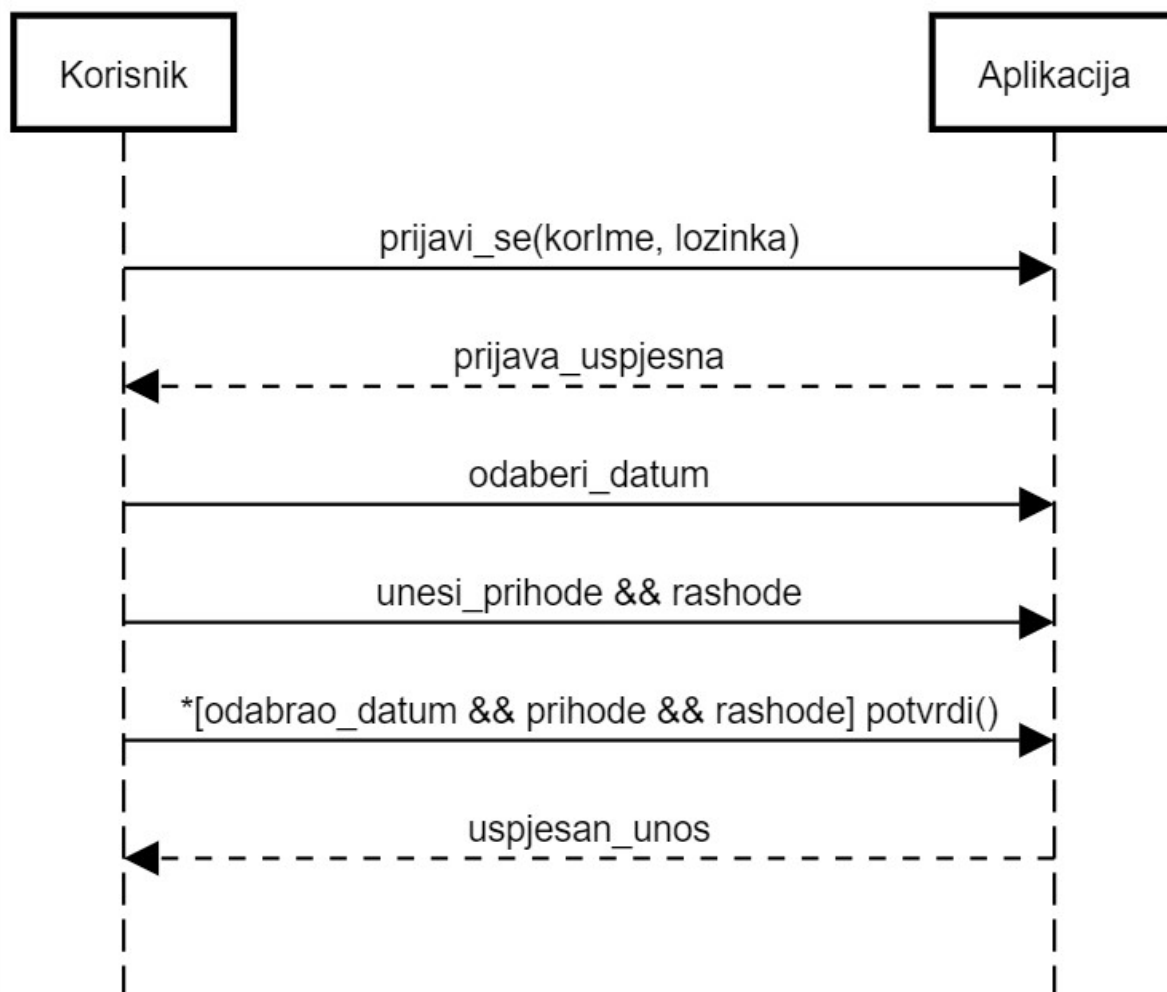 Korisnik
Aplikacija
prijavi_se(korIme, lozinka)
prijava_uspjesna
odaberi_datum
unesi_prihode && rashode
*[odabrao_datum && prihode && rashode] potvrdi()
uspjesan_unos